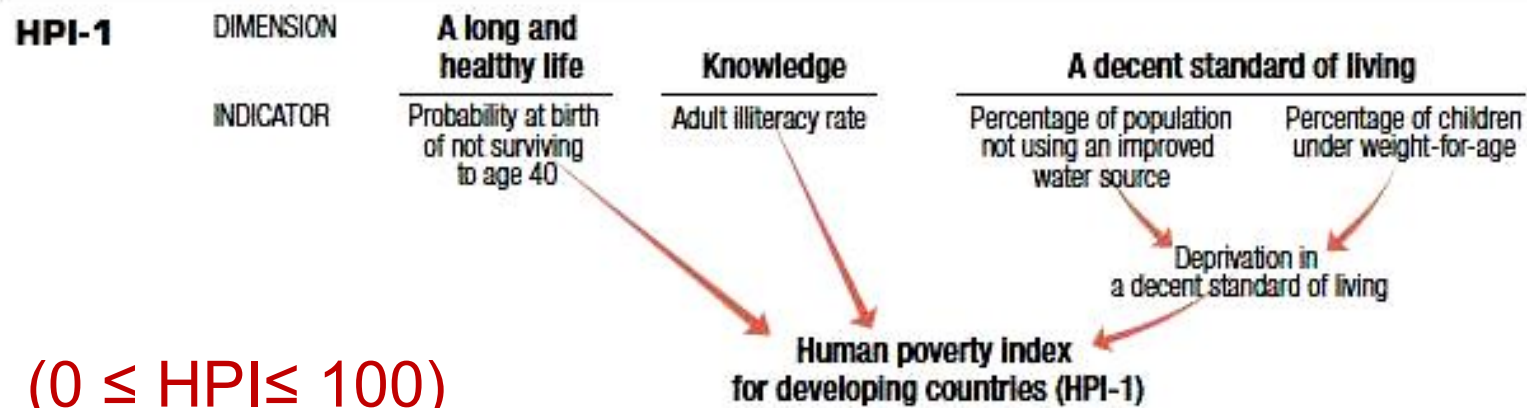 HPI-1
DIMENSION
A long and
healthy life
Knowledge
A decent standard of living
INDICATOR
Probability at birth
of not surviving
to age 40
Adult illiteracy rate
Percentage of population
not using an improved
water source
Percentage of children
under weight-for-age
Deprivation in
a decent standard of living
Human poverty index
for developing countries (HPI-1)
(0 ≤ HPI≤ 100)